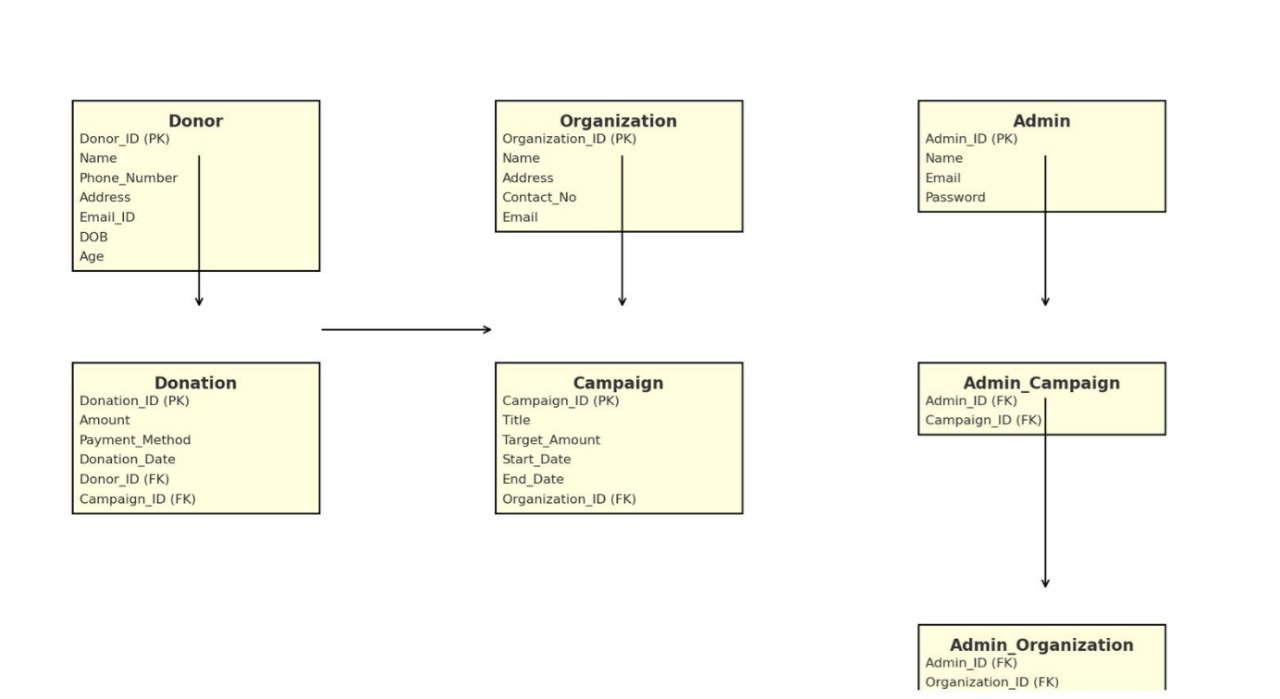 Donor
Donor_ID (PK)
Name
Phone_Number
Address
Email_ID
DOB
Age
Organization
Organization_ID (PK)
Name
Address
Contact_No
Email
Admin
Admin_ID (PK)
Name
Email
Password
Donation
Donation_ID (PK)
Amount
Payment_Method
Donation_Date
Donor_ID (FK)
Campaign_ID (FK)
Campaign
Campaign_ID (PK)
Title
Target_Amount
Start_Date
End_Date
Organization_ID (FK)
Admin_Campaign
Admin_ID (FK)
Campaign_ID (FK)
Admin_Organization
Admin_ID (FK)
Organization_ID (FK)